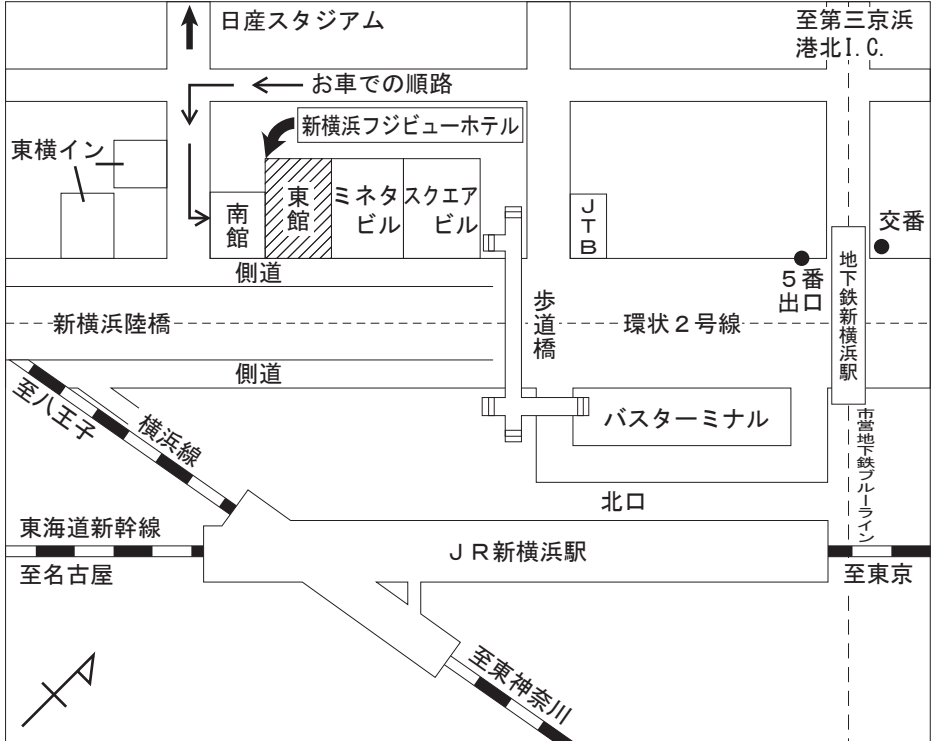 日産スタジアム
至第三京浜
港北I.C.
お車での順路
新横浜フジビューホテル
東横イン
南館
東館
ミネタ
ビル
スクエア
ビル
JTB
交番
5番
出口
地下鉄新横浜駅
側道
新横浜陸橋
歩道橋
環状2号線
側道
至八王子
横浜線
バスターミナル
市営地下鉄ブルーライン
北口
東海道新幹線
至名古屋
JR新横浜駅
至東京
至東神奈川